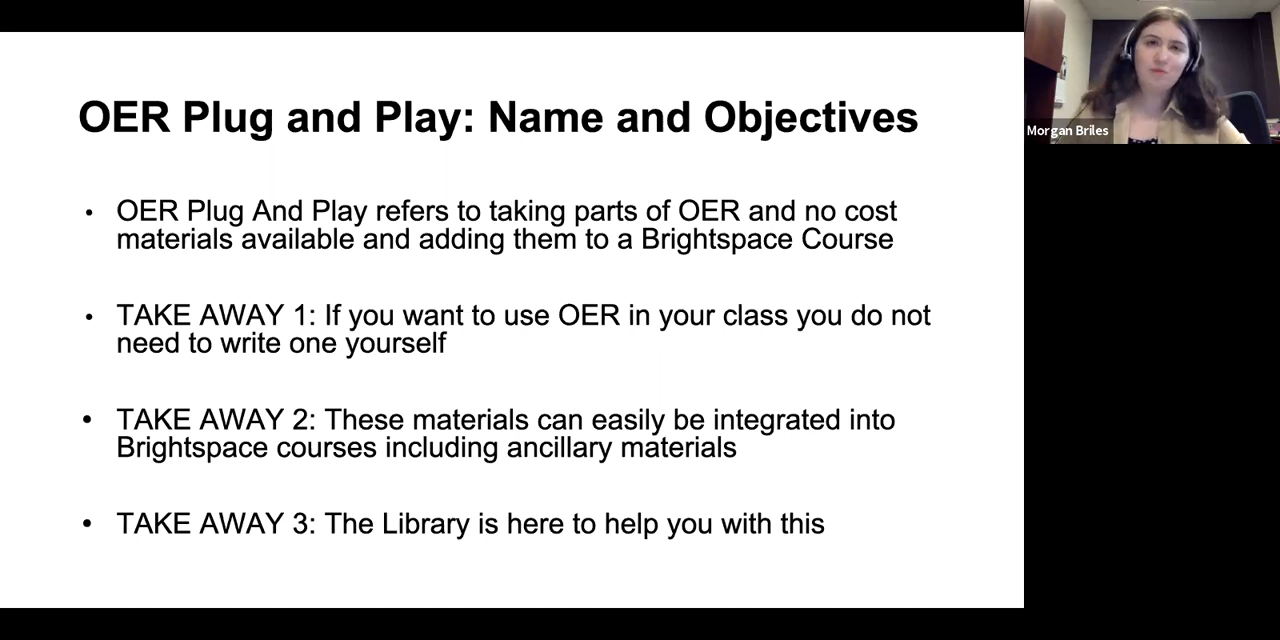 OER Plug and Play: Name and Objectives
• OER Plug And Play refers to taking parts of OER and no cost
materials available and adding them to a Brightspace Course
• TAKE AWAY 1: If you want to use OER in your class you do not
need to write one yourself
• TAKE AWAY 2: These materials can easily be integrated into
Brightspace courses including ancillary materials
• TAKE AWAY 3: The Library is here to help you with this
Morgan Briles